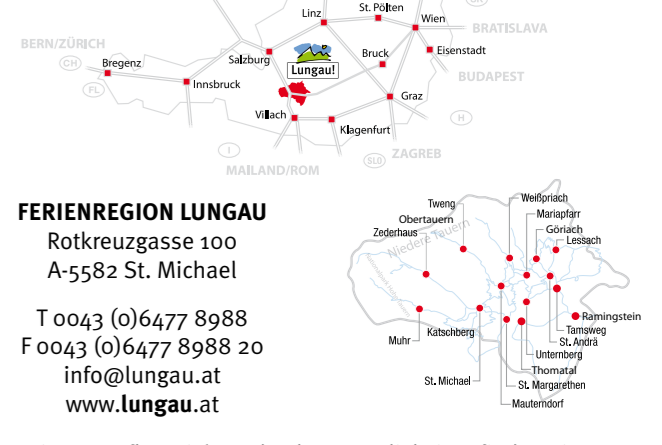 Linz
St. Pölten
Wien
BRATISLAVA
BERN/ZÜRICH
CH
Bregenz
FL
Innsbruck
Salzburg
Lungau!
Bruck
Eisenstadt
BUDAPEST
Graz
H
Villach
Klagenfurt
I
SLO
ZAGREB
MAILAND/ROM
FERIENREGION LUNGAU
Rotkreuzgasse 100
A-5582 St. Michael
T 0043 (0)6477 8988
F 0043 (0)6477 8988 20
info@lungau.at
www.lungau.at
Tweng
Weißpriach
Obertauern
Mariapfarr
Zederhaus
Niedere Tauern
Göriach
Lessach
Ramingstein
Tamsweg
St. Andrä
Muhr
Katschberg
Unternberg
Thomatal
St. Michael
St. Margarethen
Mauterndorf